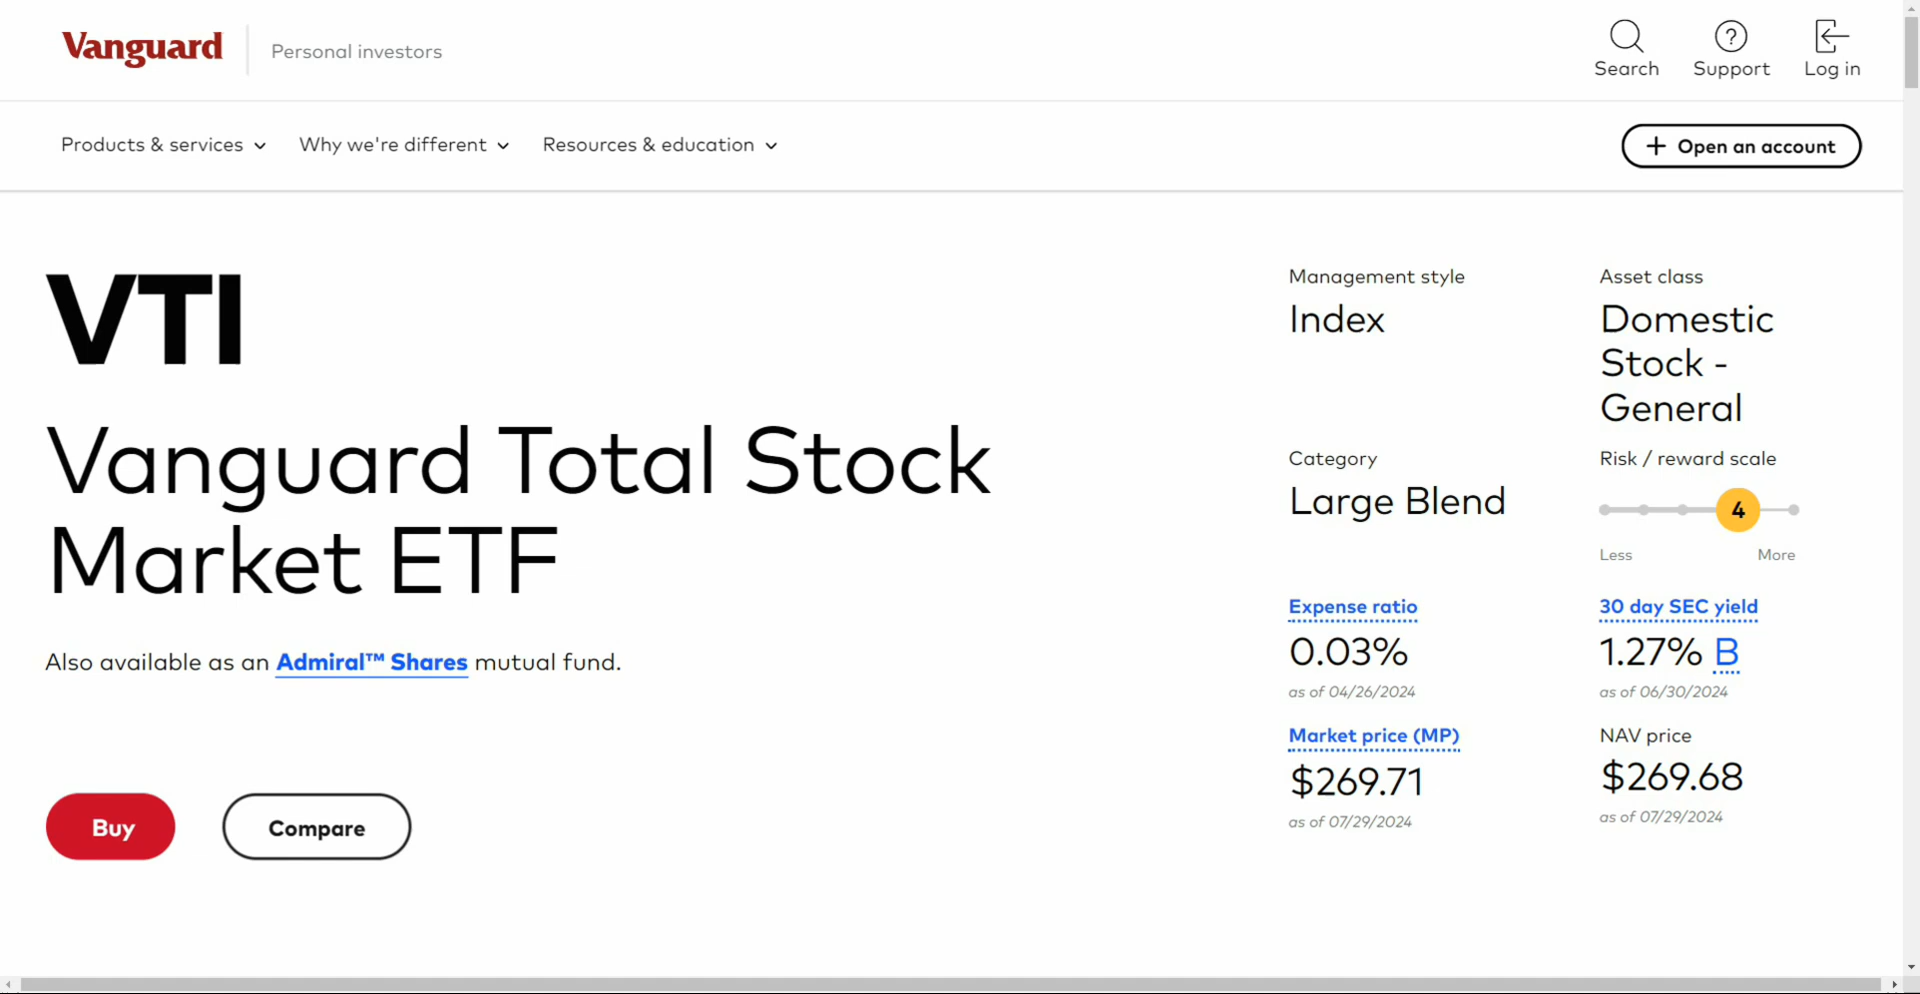 Vanguard
Personal investors
Search
Support
Log in
Products & services
Why we're different
Resources & education
+ Open an account
VTI
Vanguard Total Stock
Market ETF
Also available as an Admiral™ Shares mutual fund.
Buy
Compare
Management style
Index
Asset class
Domestic
Stock -
General
Category
Large Blend
Risk / reward scale
4
Less
More
Expense ratio
0.03%
as of 04/26/2024
30 day SEC yield
1.27% B
as of 06/30/2024
Market price (MP)
$269.71
as of 07/29/2024
NAV price
$269.68
as of 07/29/2024